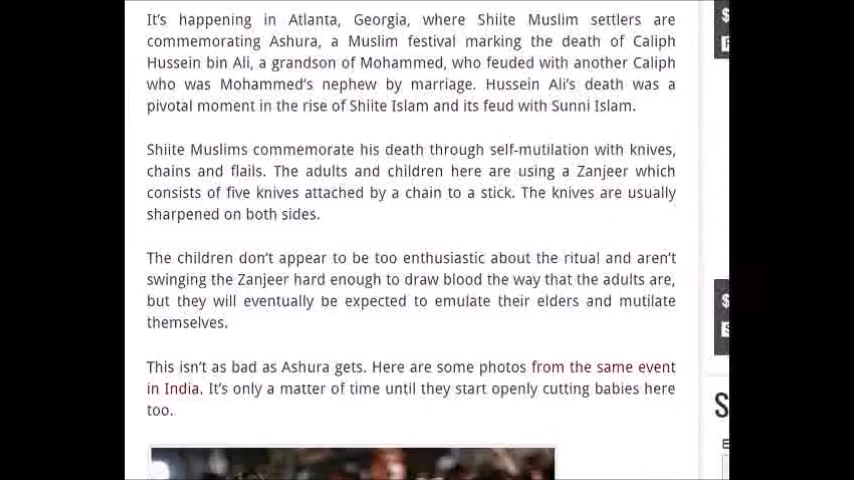 It's happening in Atlanta, Georgia, where Shiite Muslim settlers are
commemorating Ashura, a Muslim festival marking the death of Caliph
Hussein bin Ali, a grandson of Mohammed, who feuded with another Caliph
who was Mohammed's nephew by marriage. Hussein Ali's death was a
pivotal moment in the rise of Shiite Islam and its feud with Sunni Islam.
Shiite Muslims commemorate his death through self-mutilation with knives,
chains and flails. The adults and children here are using a Zanjeer which
consists of five knives attached by a chain to a stick. The knives are usually
sharpened on both sides.
The children don't appear to be too enthusiastic about the ritual and aren't
swinging the Zanjeer hard enough to draw blood the way that the adults are,
but they will eventually be expected to emulate their elders and mutilate
themselves.
This isn't as bad as Ashura gets. Here are some photos from the same event
in India. It's only a matter of time until they start openly cutting babies here
too.